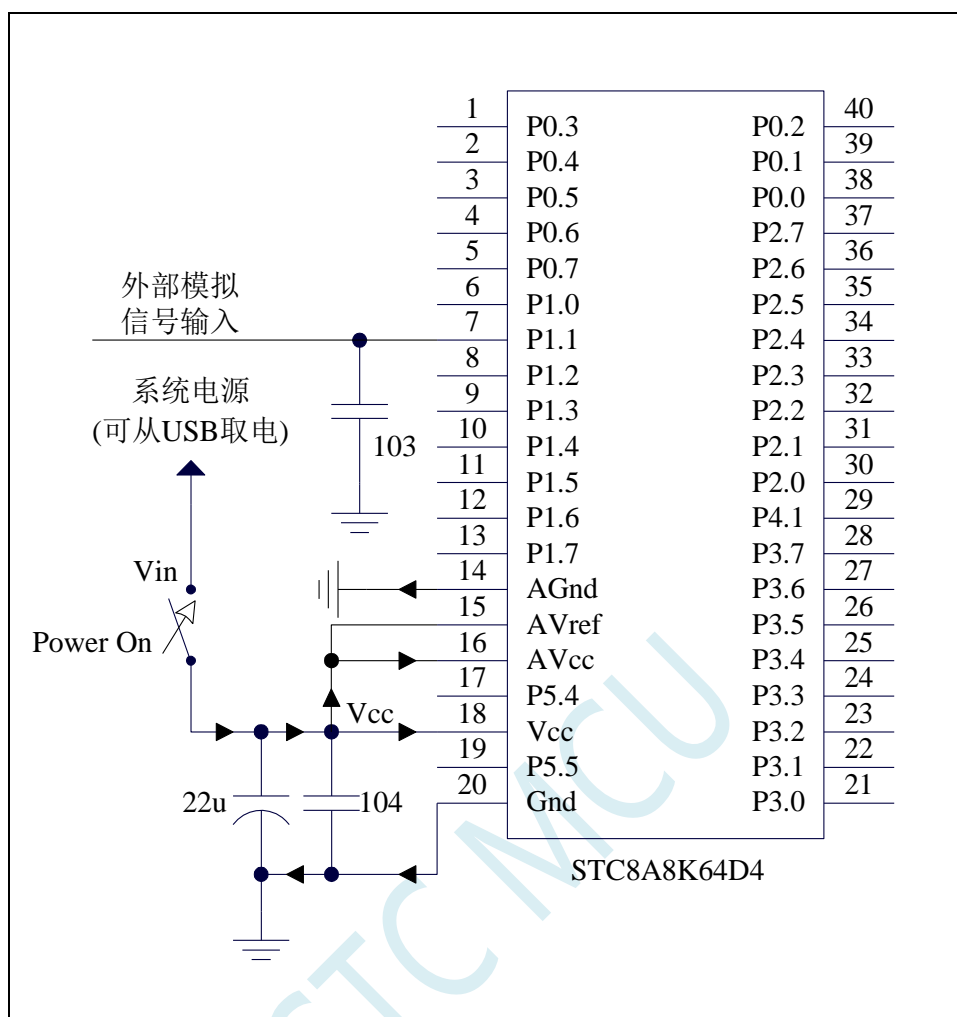 1 P0.3 P0.2 40
2 P0.4 P0.1 39
3 P0.5 P0.0 38
4 P0.6 P2.7 37
5 P0.7 P2.6 36
6 P1.0 P2.5 35
外部模拟
信号输入
7 P1.1 P2.4 34
8 P1.2 P2.3 33
系统电源
(可从USB取电)
9 P1.3 P2.2 32
103
10 P1.4 P2.1 31
11 P1.5 P2.0 30
12 P1.6 P4.1 29
13 P1.7 P3.7 28
Vin
14 AGnd P3.6 27
15 AVref P3.5 26
Power On
16 AVcc P3.4 25
17 P5.4 P3.3 24
Vcc
18 Vcc P3.2 23
19 P5.5 P3.1 22
22u
104
20 Gnd P3.0 21
STC8A8K64D4
STC MCU